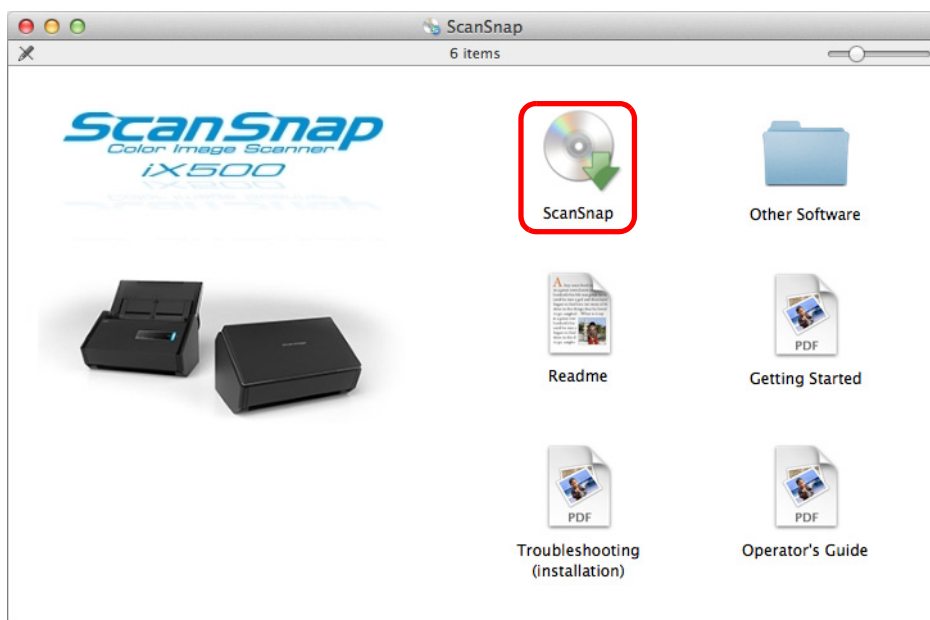 ScanSnap
6 items
ScanSnap
Color Image Scanner
iX500
ScanSnap
Other Software
Readme
PDF
Getting Started
PDF
Troubleshooting
(installation)
PDF
Operator's Guide